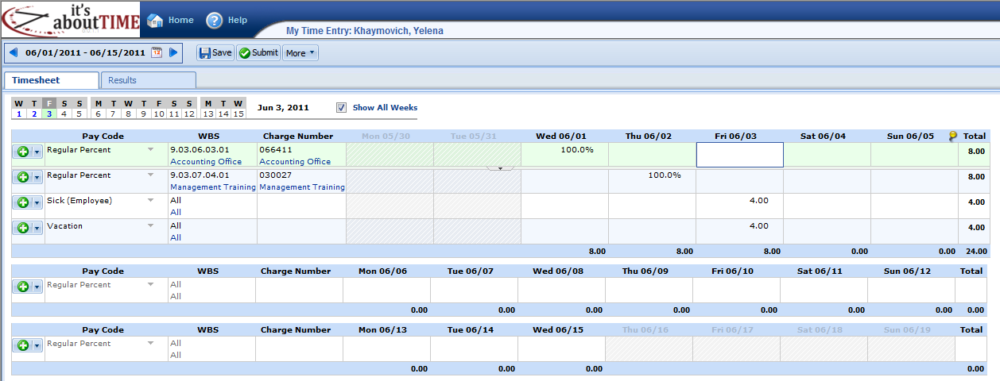 it's
aboutTIME
Home Help
My Time Entry: Khaymovich, Yelena
06/01/2011 - 06/15/2011 12 Save Submit More
Timesheet Results
W T F S S M T W T F S S M T W
1 2 3 4 5 6 7 8 9 10 11 12 13 14 15
Jun 3, 2011 Show All Weeks
Pay Code WBS Charge Number Mon 05/30 Tue 05/31 Wed 06/01 Thu 06/02 Fri 06/03 Sat 06/04 Sun 06/05 Total
Regular Percent 9.03.06.03.01 066411 100.0% 8.00
Accounting Office Accounting Office
Regular Percent 9.03.07.04.01 030027 100.0% 8.00
Management Training Management Training
Sick (Employee) All 4.00 4.00
All
Vacation All 4.00 4.00
All
8.00 8.00 8.00 0.00 0.00 24.00
Pay Code WBS Charge Number Mon 06/06 Tue 06/07 Wed 06/08 Thu 06/09 Fri 06/10 Sat 06/11 Sun 06/12 Total
Regular Percent All
All
0.00 0.00 0.00 0.00 0.00 0.00 0.00 0.00
Pay Code WBS Charge Number Mon 06/13 Tue 06/14 Wed 06/15 Thu 06/16 Fri 06/17 Sat 06/18 Sun 06/19 Total
Regular Percent All
All
0.00 0.00 0.00 0.00